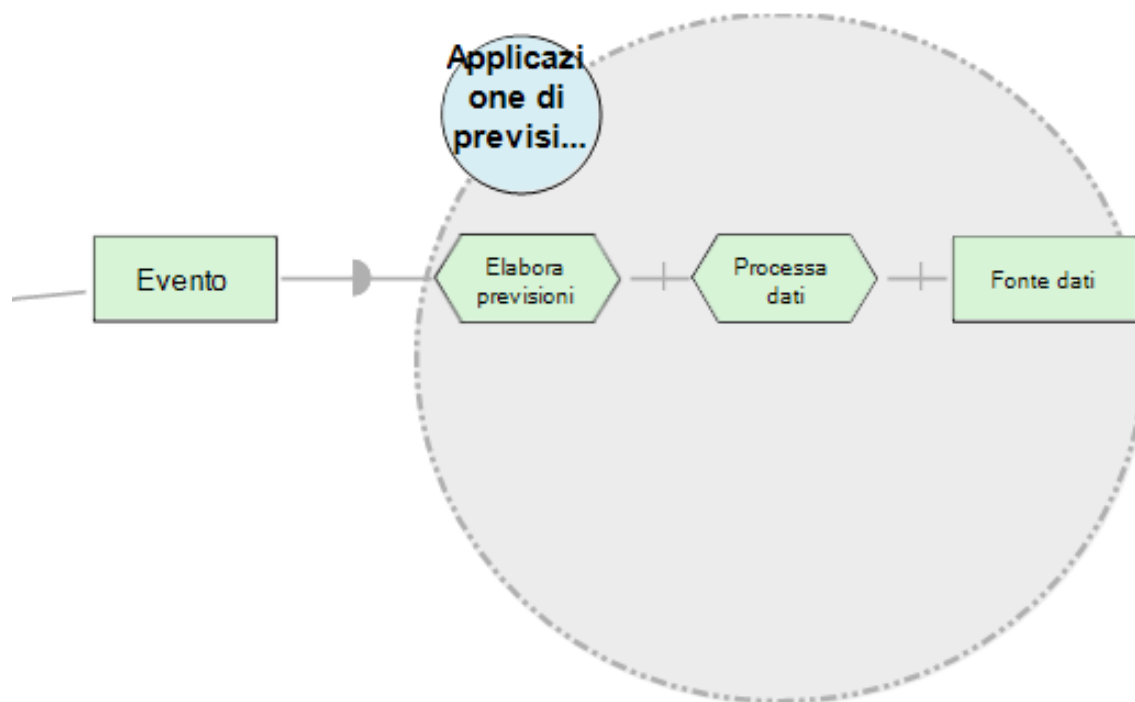 Applicazi
one di
previsi...
Evento
Elabora
previsioni
Processa
dati
Fonte dati